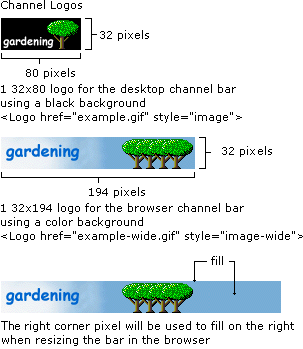 Channel Logos
gardening
32 pixels
80 pixels
1 32x80 logo for the desktop channel bar
using a black background
<Logo href="example.gif" style="image">
gardening
32 pixels
194 pixels
1 32x194 logo for the browser channel bar
using a color background
<Logo href="example-wide.gif" style="image-wide">
fill
gardening
The right corner pixel will be used to fill on the right
when resizing the bar in the browser